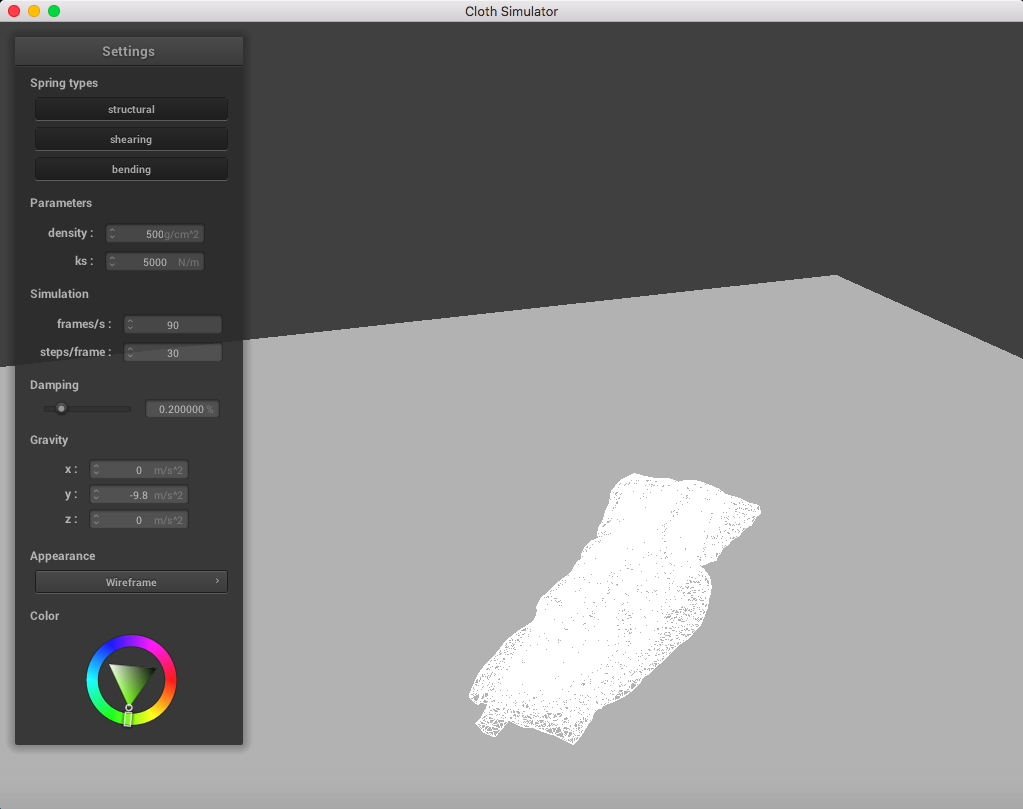 Cloth Simulator
Settings
Spring types
structural
shearing
bending
Parameters
density : 500 g/cm^2
ks : 5000 N/m
Simulation
frames/s : 90
steps/frame : 30
Damping
0.200000 %
Gravity
x : 0 m/s^2
y : -9.8 m/s^2
z : 0 m/s^2
Appearance
Wireframe ›
Color